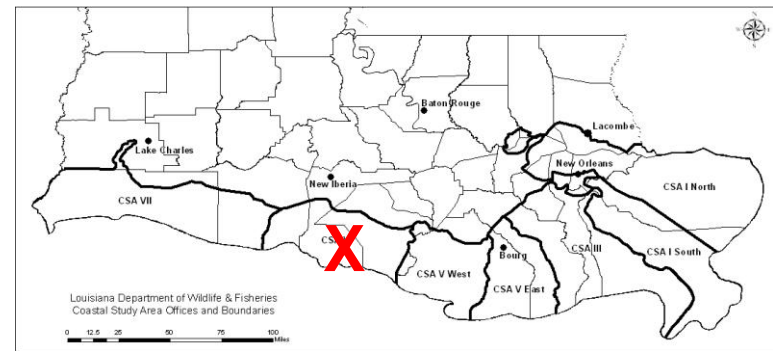 Baton Rouge
Lacombe
Lake Charles
New Orleans
New Iberia
CSA I North
CSA VII
CSA
X
CSA III
CSA I South
Bourg
CSA V West
CSA V East
Louisiana Department of Wildlife & Fisheries
Coastal Study Area Offices and Boundaries
0 12.5 25 50 75 100
Miles